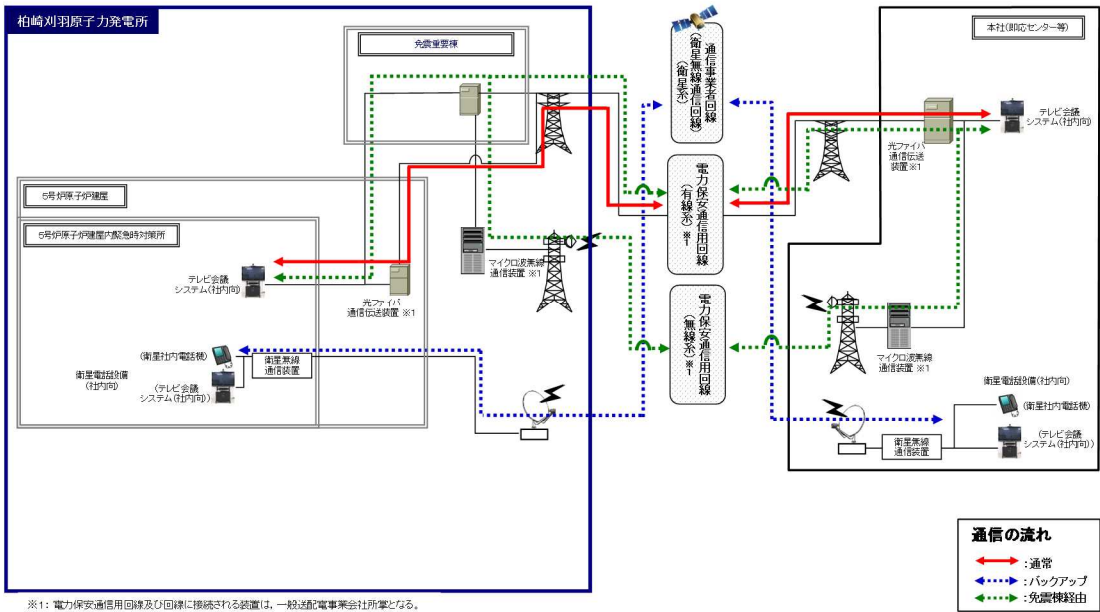 柏崎刈羽原子力発電所
免震重要棟
5号炉原子炉建屋
5号炉原子炉建屋内緊急時対策所
テレビ会議
システム(社内向)
光ファイバ
通信伝送装置 ※1
マイクロ波無線
通信装置 ※1
(衛星社内電話機)
衛星電話設備
(社内向)
(テレビ会議
システム(社内向))
衛星無線
通信装置
通信事業者回線
(衛星無線通信回線)
(衛星系)
電力保安通信用回線
(有線系) ※1
電力保安通信用回線
(無線系) ※1
本社(即応センター等)
テレビ会議
システム(社内向)
光ファイバ
通信伝送
装置 ※1
マイクロ波無線
通信装置 ※1
衛星電話設備(社内向)
(衛星社内電話機)
(テレビ会議
システム(社内向))
衛星無線
通信装置
通信の流れ
:通常
:バックアップ
:免震棟経由
※1: 電力保安通信用回線及び回線に接続される装置は、一般送配電事業会社所掌となる。